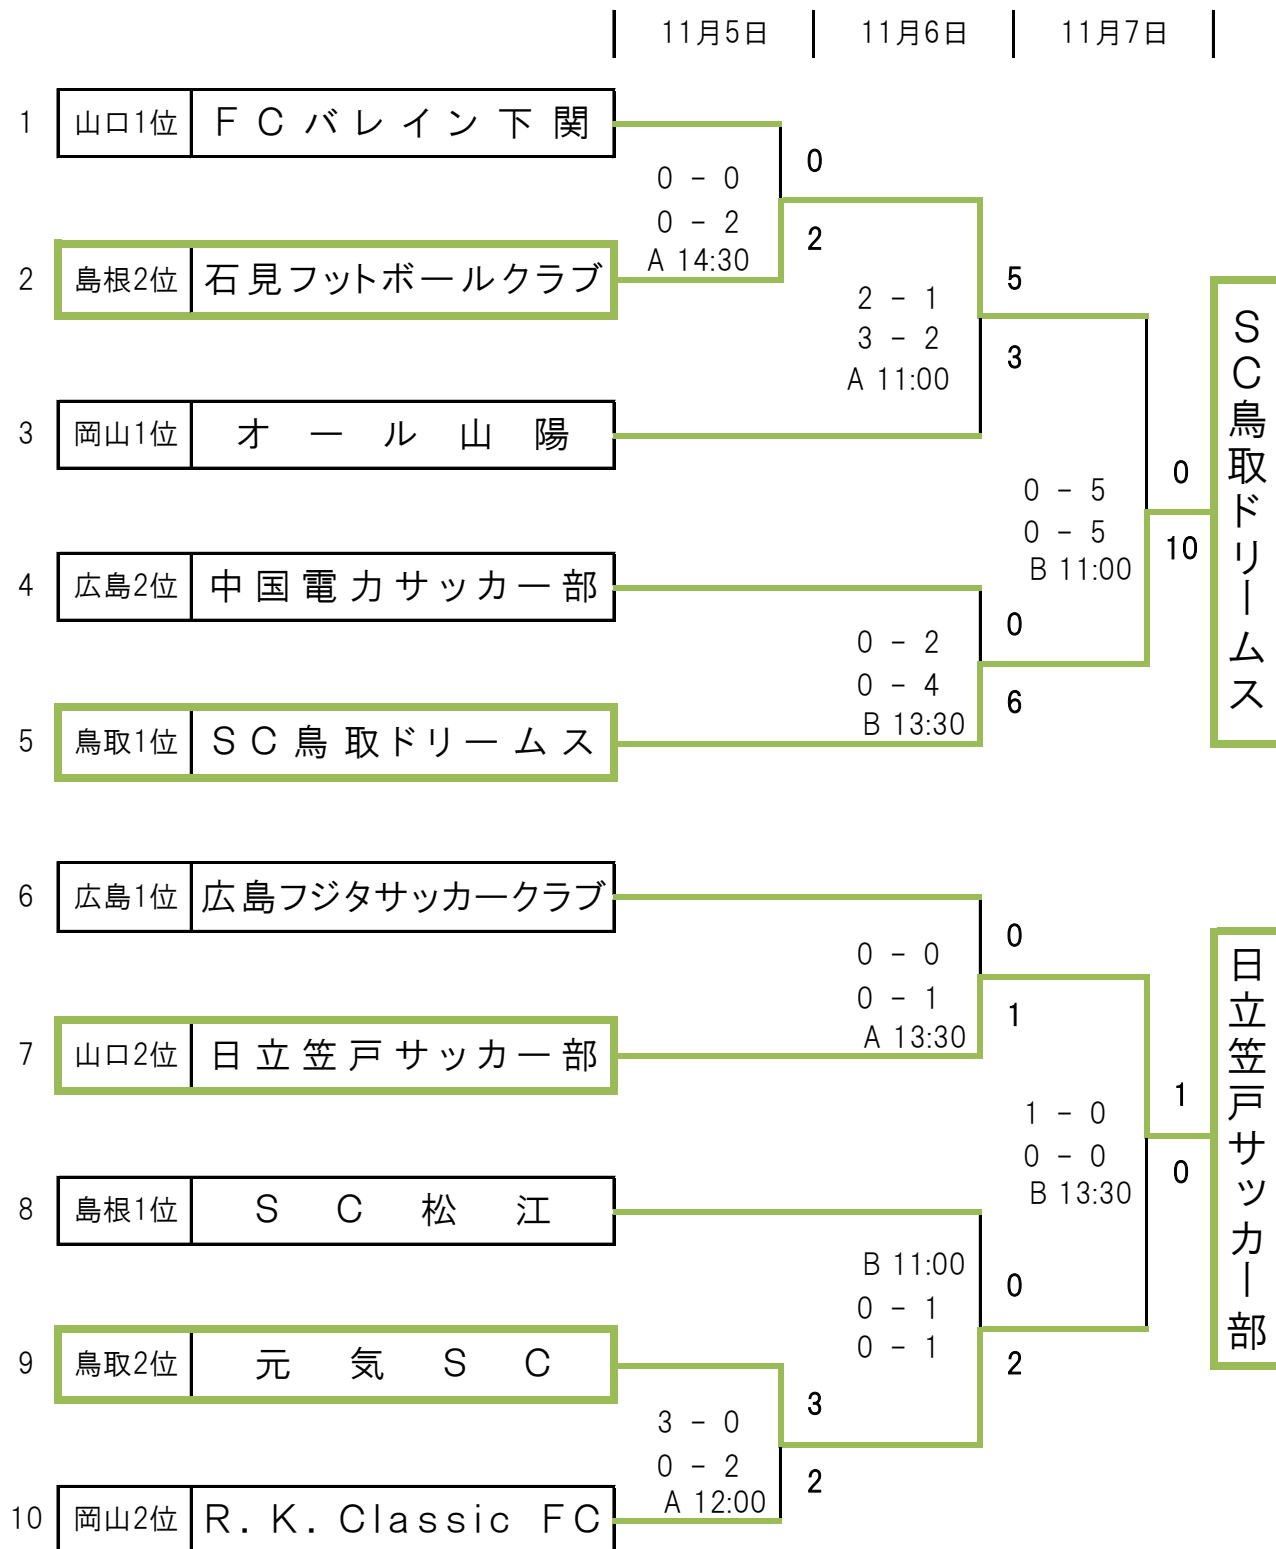 11月5日 11月6日 11月7日
1 山口1位 ＦＣバレイン下関
0
0 - 0
0 - 2
A 14:30
2
2 島根2位 石見フットボールクラブ
5
2 - 1
3 - 2
A 11:00
3
3 岡山1位 オール山陽
ＳＣ鳥取ドリームス
0
0 - 5
0 - 5
B 11:00
10
4 広島2位 中国電力サッカー部
0
0 - 2
0 - 4
B 13:30
6
5 鳥取1位 ＳＣ鳥取ドリームス
6 広島1位 広島フジタサッカークラブ
0
0 - 0
0 - 1
A 13:30
1
7 山口2位 日立笠戸サッカー部
日立笠戸サッカー部
1
1 - 0
0 - 0
B 13:30
0
8 島根1位 ＳＣ松江
B 11:00
0
0 - 1
0 - 1
2
9 鳥取2位 元気ＳＣ
3
3 - 0
0 - 2
A 12:00
2
10 岡山2位 R.K.Classic FC